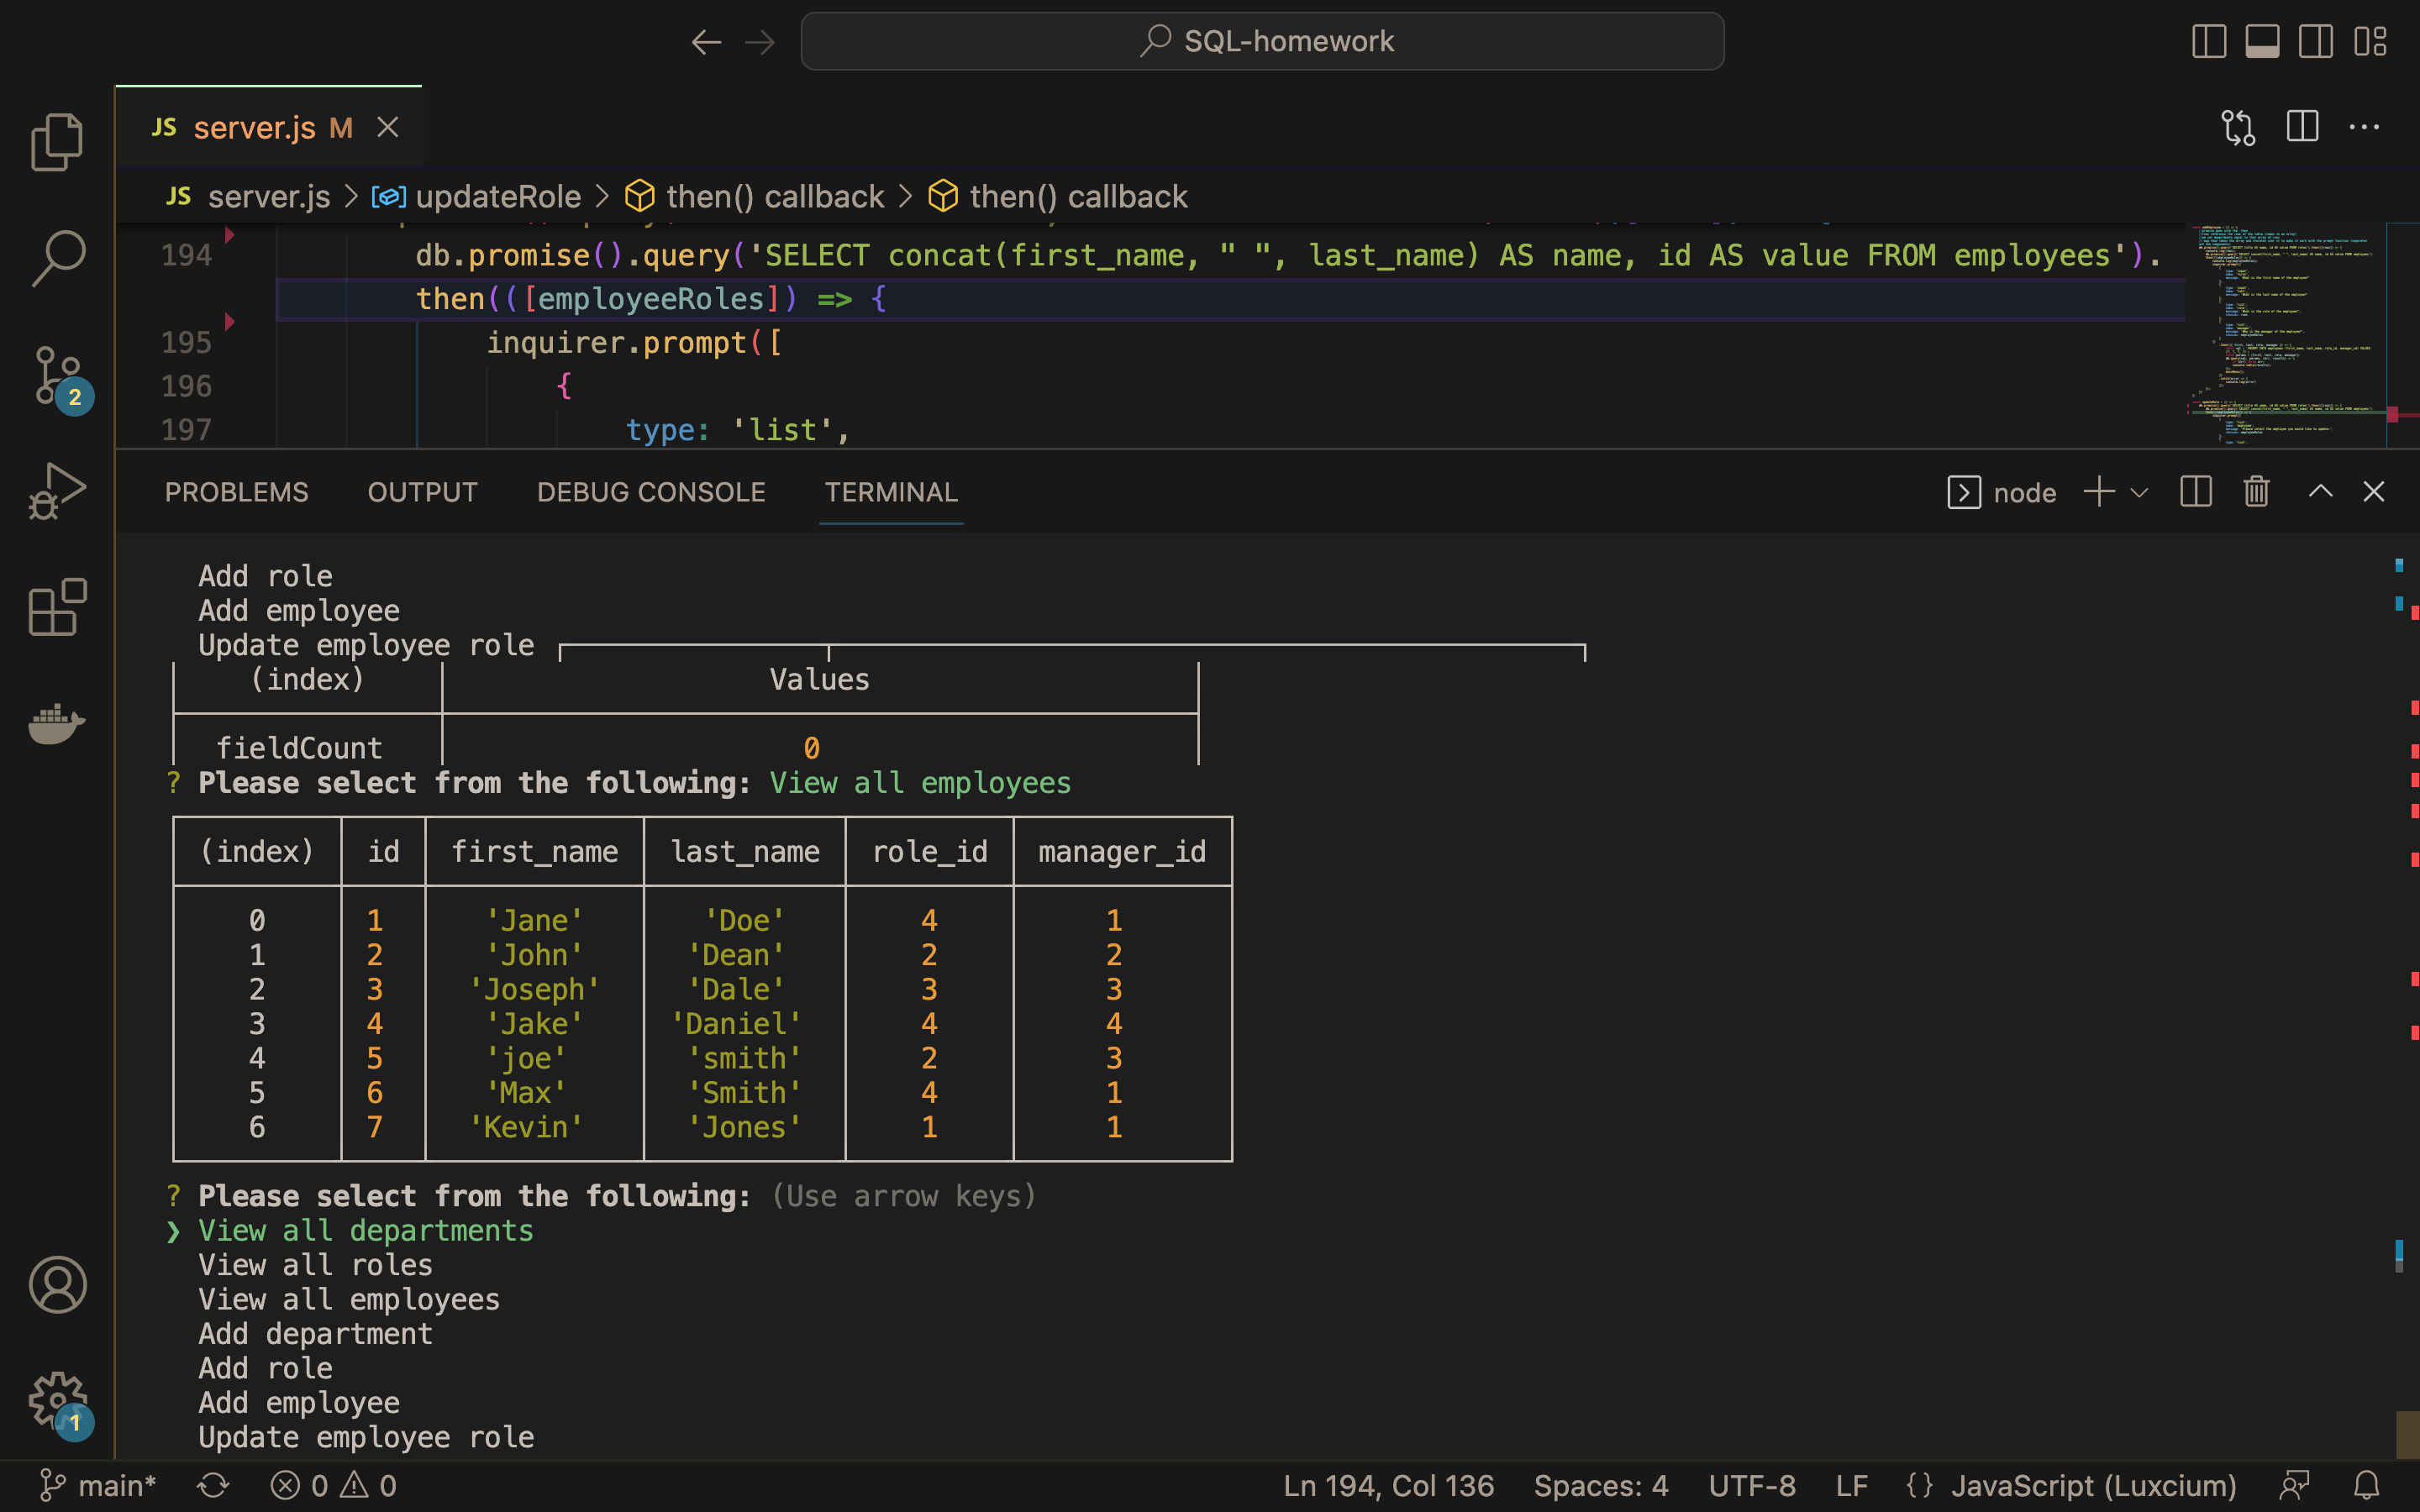 SQL-homework
JS server.js M
JS server.js > updateRole > then() callback > then() callback
194 db.promise().query('SELECT concat(first_name, " ", last_name) AS name, id AS value FROM employees').
then(([employeeRoles]) => {
195 inquirer.prompt([
196 {
197 type: 'list',
PROBLEMS OUTPUT DEBUG CONSOLE TERMINAL node
Add role
Add employee
Update employee role
(index) Values
fieldCount 0
? Please select from the following: View all employees
(index) id first_name last_name role_id manager_id
0 1 'Jane' 'Doe' 4 1
1 2 'John' 'Dean' 2 2
2 3 'Joseph' 'Dale' 3 3
3 4 'Jake' 'Daniel' 4 4
4 5 'joe' 'smith' 2 3
5 6 'Max' 'Smith' 4 1
6 7 'Kevin' 'Jones' 1 1
? Please select from the following: (Use arrow keys)
❯ View all departments
View all roles
View all employees
Add department
Add role
Add employee
Update employee role
2
1
main* 0 0 Ln 194, Col 136 Spaces: 4 UTF-8 LF {} JavaScript (Luxcium)